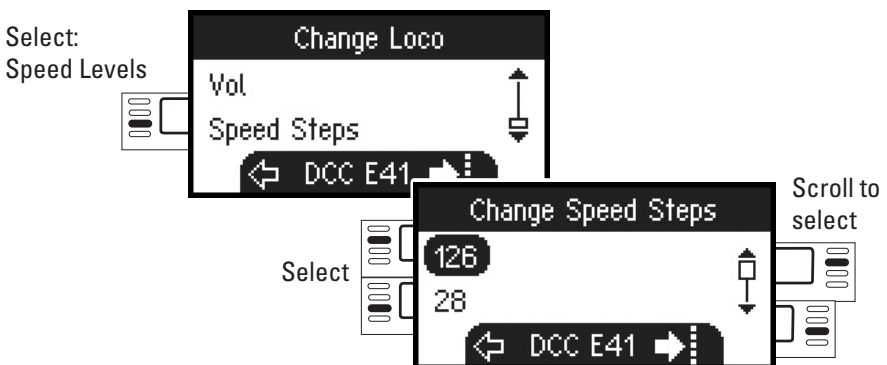 Select:
Speed Levels
Change Loco
Vol
Speed Steps
DCC E41
Change Speed Steps
126
28
DCC E41
Select
Scroll to
select